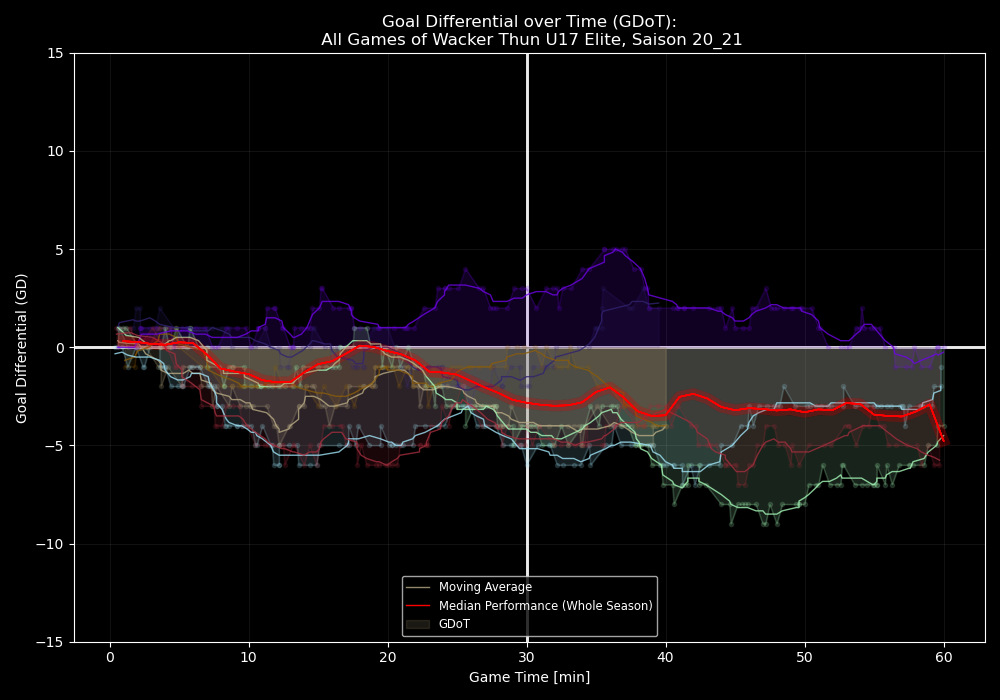 Goal Differential over Time (GDoT):
All Games of Wacker Thun U17 Elite, Saison 20_21
15
10
5
0
−5
−10
−15
Goal Differential (GD)
Moving Average
Median Performance (Whole Season)
GDoT
0 10 20 30 40 50 60
Game Time [min]